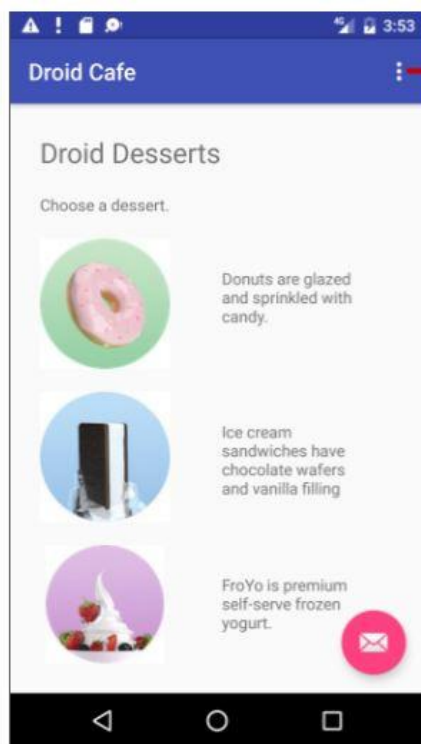 4G 3:53
Droid Cafe
Droid Desserts
Choose a dessert.
Donuts are glazed
and sprinkled with
candy.
Ice cream
sandwiches have
chocolate wafers
and vanilla filling
FroYo is premium
self-serve frozen
yogurt.